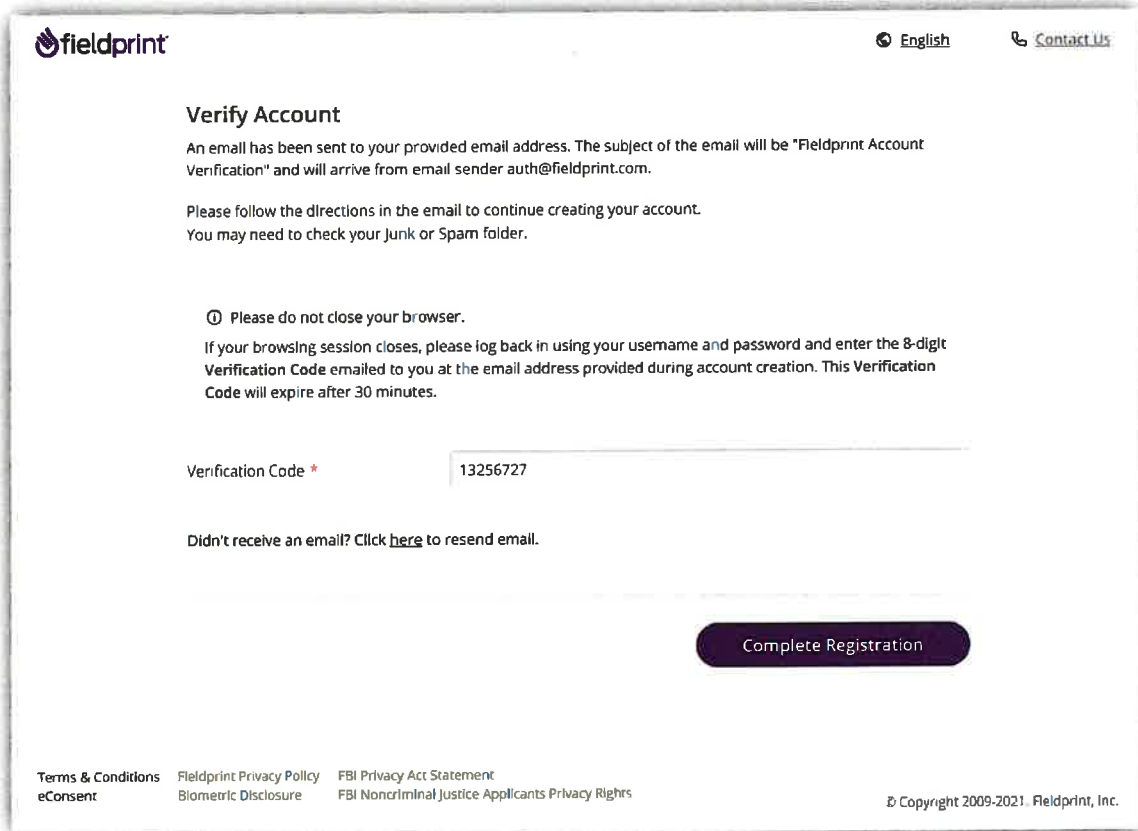 fieldprint
English
Contact Us
Verify Account
An email has been sent to your provided email address. The subject of the email will be "Fieldprint Account
Verification" and will arrive from email sender auth@fieldprint.com.
Please follow the directions in the email to continue creating your account.
You may need to check your Junk or Spam folder.
Please do not close your browser.
If your browsing session closes, please log back in using your username and password and enter the 8-digit
Verification Code emailed to you at the email address provided during account creation. This Verification
Code will expire after 30 minutes.
Verification Code * 13256727
Didn't receive an email? Click here to resend email.
Complete Registration
Terms & Conditions Fieldprint Privacy Policy FBI Privacy Act Statement
eConsent Biometric Disclosure FBI Noncriminal Justice Applicants Privacy Rights
© Copyright 2009-2021. Fieldprint, Inc.